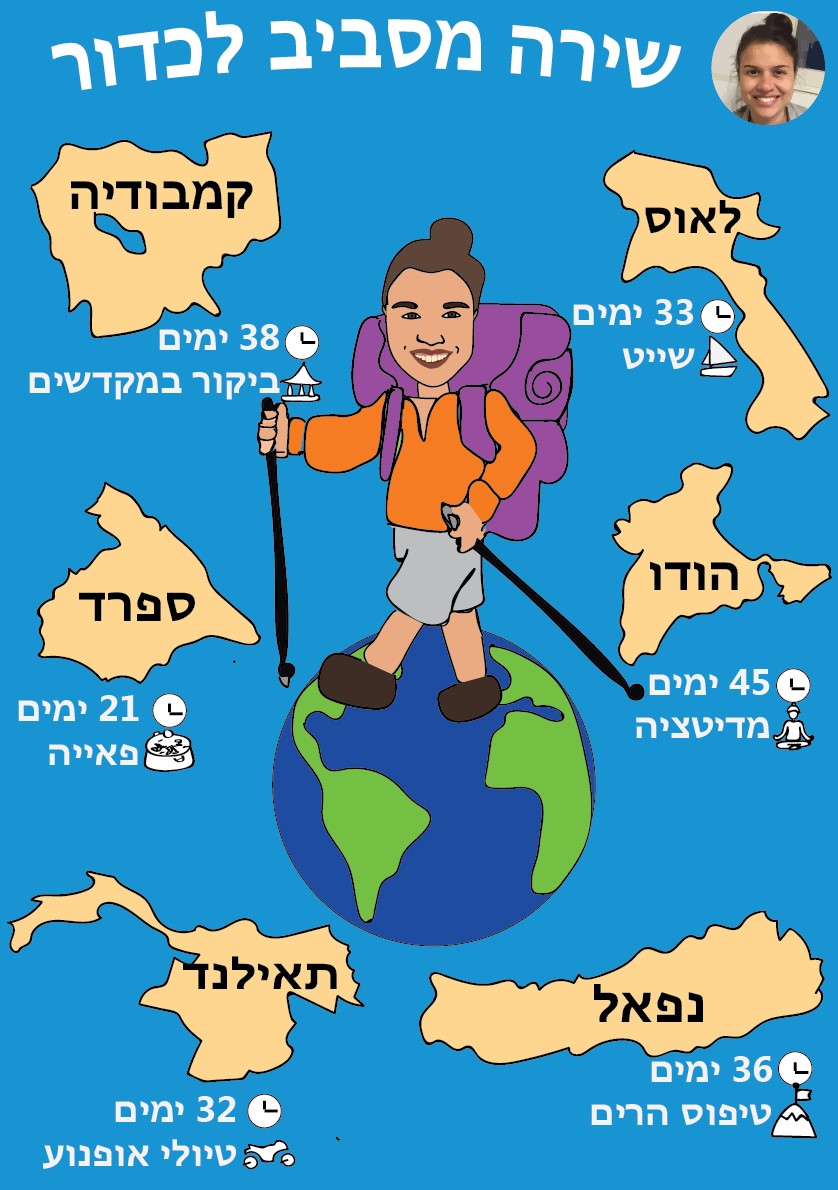 שירה מסביב לכדור
לאוס
33 ימים
שייט
קמבודיה
38 ימים
ביקור במקדשים
הודו
45 ימים
מדיטציה
ספרד
21 ימים
פאייה
נפאל
36 ימים
טיפוס הרים
תאילנד
32 ימים
טיולי אופנוע